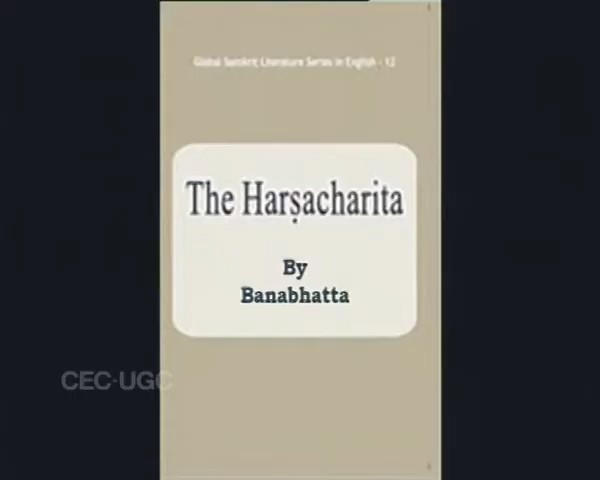 Global Sanskrit Literature Series in English - 12
The Harṣacharita
By
Banabhatta
CEC-UGC